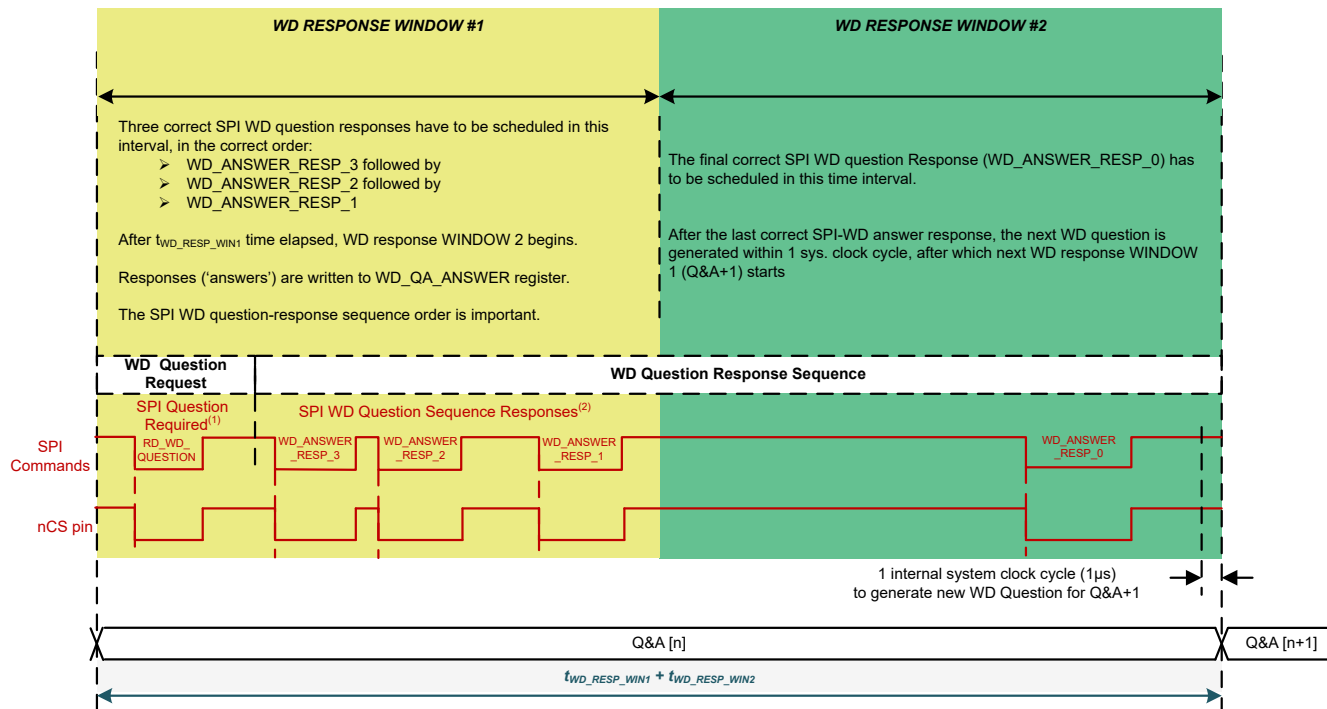 WD RESPONSE WINDOW #1
WD RESPONSE WINDOW #2
Three correct SPI WD question responses have to be scheduled in this
interval, in the correct order:
➢ WD_ANSWER_RESP_3 followed by
➢ WD_ANSWER_RESP_2 followed by
➢ WD_ANSWER_RESP_1
After tWD_RESP_WIN1 time elapsed, WD response WINDOW 2 begins.
Responses (‘answers’) are written to WD_QA_ANSWER register.
The SPI WD question-response sequence order is important.
The final correct SPI WD question Response (WD_ANSWER_RESP_0) has
to be scheduled in this time interval.
After the last correct SPI-WD answer response, the next WD question is
generated within 1 sys. clock cycle, after which next WD response WINDOW
1 (Q&A+1) starts
WD Question
Request
WD Question Response Sequence
SPI Question
Required(1)
SPI WD Question Sequence Responses(2)
SPI
Commands
RD_WD_
QUESTION
WD_ANSWER
_RESP_3
WD_ANSWER
_RESP_2
WD_ANSWER
_RESP_1
WD_ANSWER
_RESP_0
nCS pin
1 internal system clock cycle (1µs)
to generate new WD Question for Q&A+1
Q&A [n]
Q&A [n+1]
tWD_RESP_WIN1 + tWD_RESP_WIN2